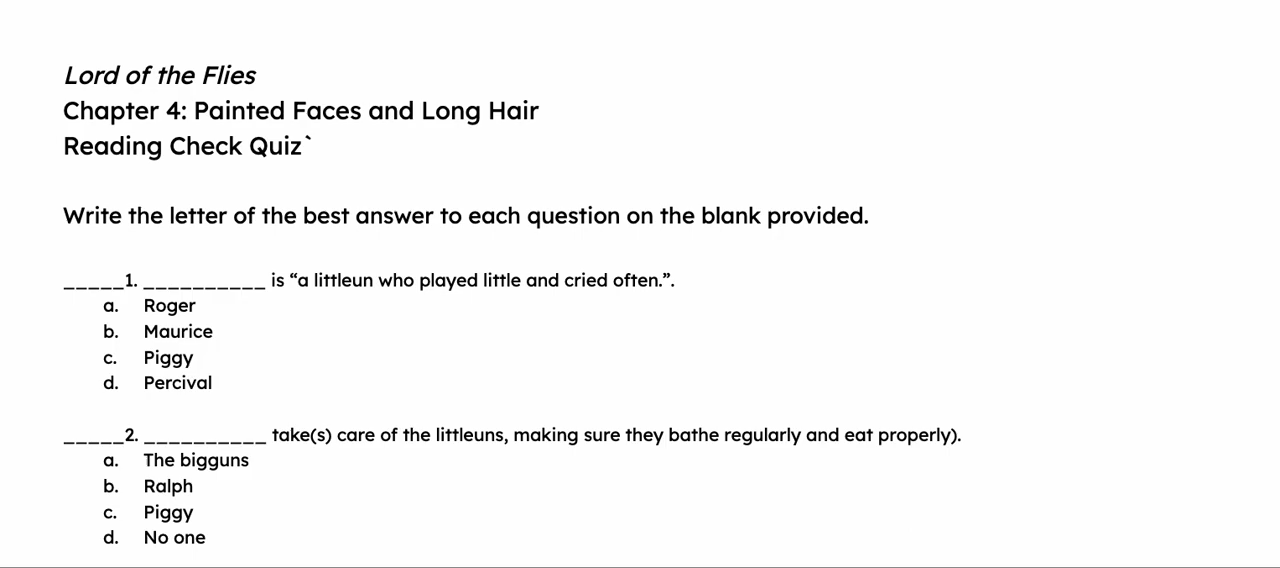 Lord of the Flies
Chapter 4: Painted Faces and Long Hair
Reading Check Quiz`
Write the letter of the best answer to each question on the blank provided.
_____1. __________ is “a littleun who played little and cried often.”.
a. Roger
b. Maurice
c. Piggy
d. Percival
_____2. __________ take(s) care of the littleuns, making sure they bathe regularly and eat properly).
a. The bigguns
b. Ralph
c. Piggy
d. No one